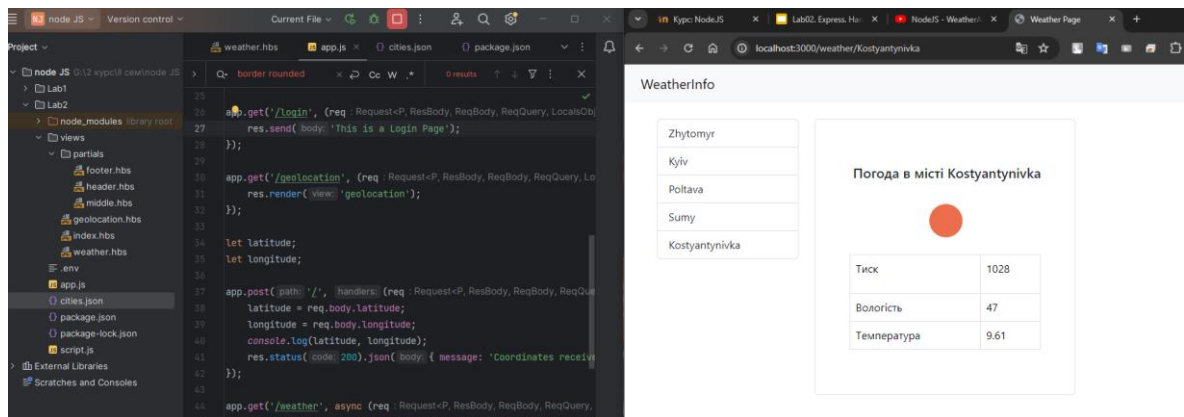 node JS
Version control
Current File
Project
node JS G:\2 курс\ІІ сем\node JS
Lab1
Lab2
node_modules library root
views
partials
footer.hbs
header.hbs
middle.hbs
geolocation.hbs
index.hbs
weather.hbs
.env
app.js
cities.json
package.json
package-lock.json
script.js
External Libraries
Scratches and Consoles
weather.hbs app.js cities.json package.json
border rounded Cc W .* 0 results
25
26 app.get('/login', (req : Request<P, ResBody, ReqBody, ReqQuery, LocalsObj
27 res.send( body: 'This is a Login Page');
28 });
29
30 app.get('/geolocation', (req : Request<P, ResBody, ReqBody, ReqQuery, Lo
31 res.render( view: 'geolocation');
32 });
33
34 let latitude;
35 let longitude;
36
37 app.post( path: '/', handlers: (req : Request<P, ResBody, ReqBody, ReqQue
38 latitude = req.body.latitude;
39 longitude = req.body.longitude;
40 console.log(latitude, longitude);
41 res.status( code: 200).json( body: { message: 'Coordinates receive
42 });
43
44 app.get('/weather', async (req : Request<P, ResBody, ReqBody, ReqQuery,
Курс: NodeJS Lab02. Express. Han NodeJS - Weather/ Weather Page
localhost:3000/weather/Kostyantynivka
WeatherInfo
Zhytomyr
Kyiv
Poltava
Sumy
Kostyantynivka
Погода в місті Kostyantynivka
Тиск 1028
Вологість 47
Температура 9.61